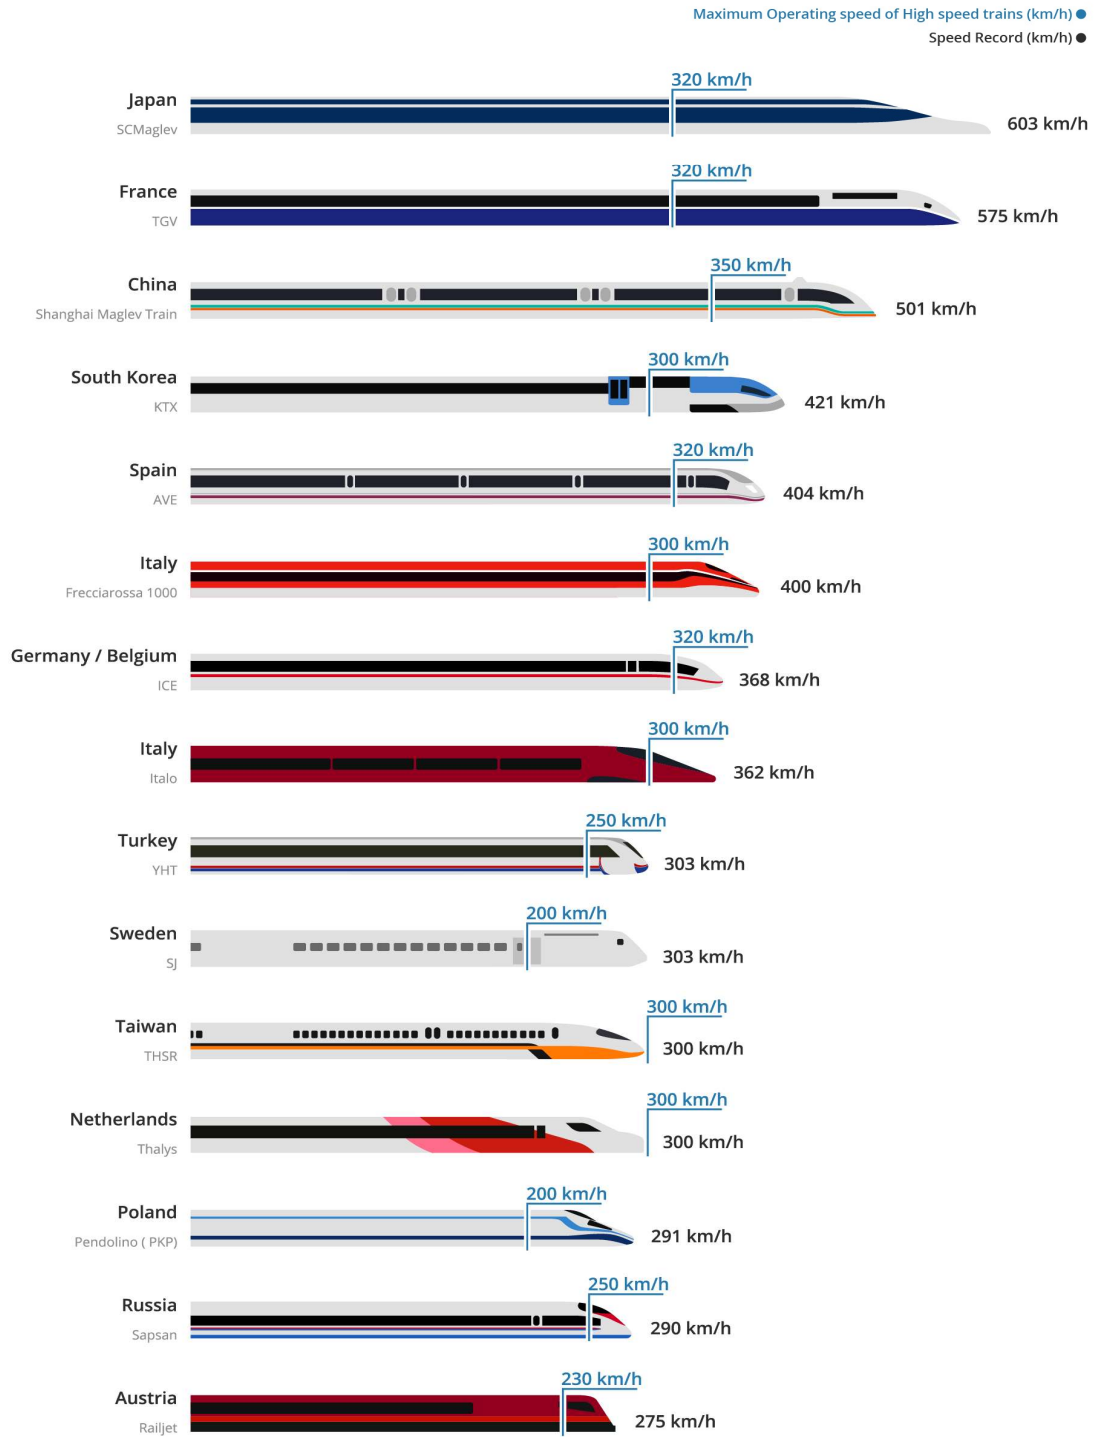 Maximum Operating speed of High speed trains (km/h)
Speed Record (km/h)
320 km/h
Japan
SCMaglev
603 km/h
320 km/h
France
TGV
575 km/h
350 km/h
China
Shanghai Maglev Train
501 km/h
300 km/h
South Korea
KTX
421 km/h
320 km/h
Spain
AVE
404 km/h
300 km/h
Italy
Frecciarossa 1000
400 km/h
320 km/h
Germany / Belgium
ICE
368 km/h
300 km/h
Italy
Italo
362 km/h
250 km/h
Turkey
YHT
303 km/h
200 km/h
Sweden
SJ
303 km/h
300 km/h
Taiwan
THSR
300 km/h
300 km/h
Netherlands
Thalys
300 km/h
200 km/h
Poland
Pendolino ( PKP)
291 km/h
250 km/h
Russia
Sapsan
290 km/h
230 km/h
Austria
Railjet
275 km/h